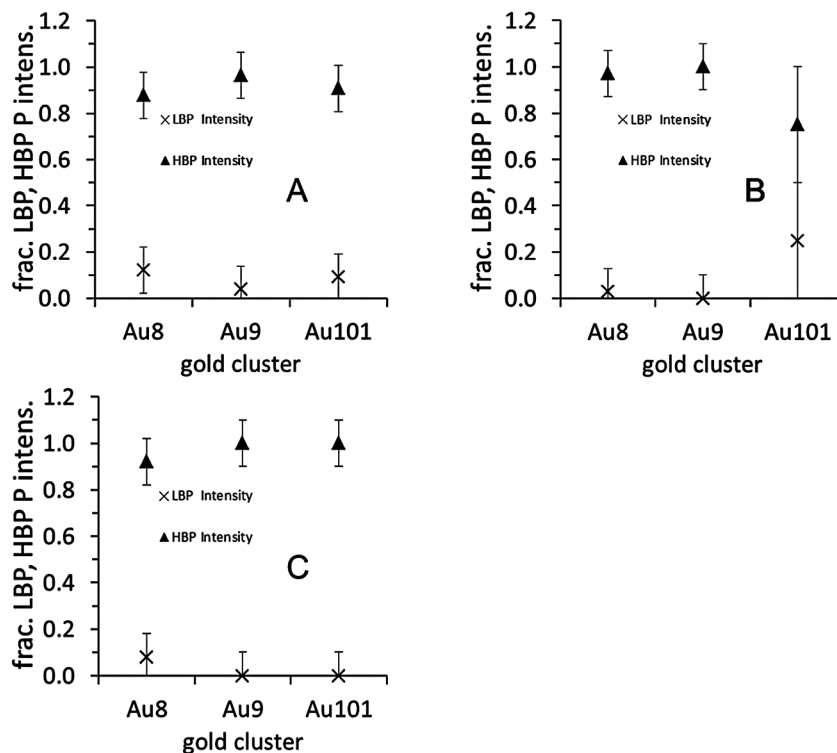 frac. LBP, HBP P intens.
1.2
1.0
0.8
0.6
0.4
0.2
0.0
LBP Intensity
HBP Intensity
A
Au8 Au9 Au101
gold cluster
frac. LBP, HBP P intens.
1.2
1.0
0.8
0.6
0.4
0.2
0.0
LBP Intensity
HBP Intensity
B
Au8 Au9 Au101
gold cluster
frac. LBP, HBP P intens.
1.2
1.0
0.8
0.6
0.4
0.2
0.0
LBP Intensity
HBP Intensity
C
Au8 Au9 Au101
gold cluster